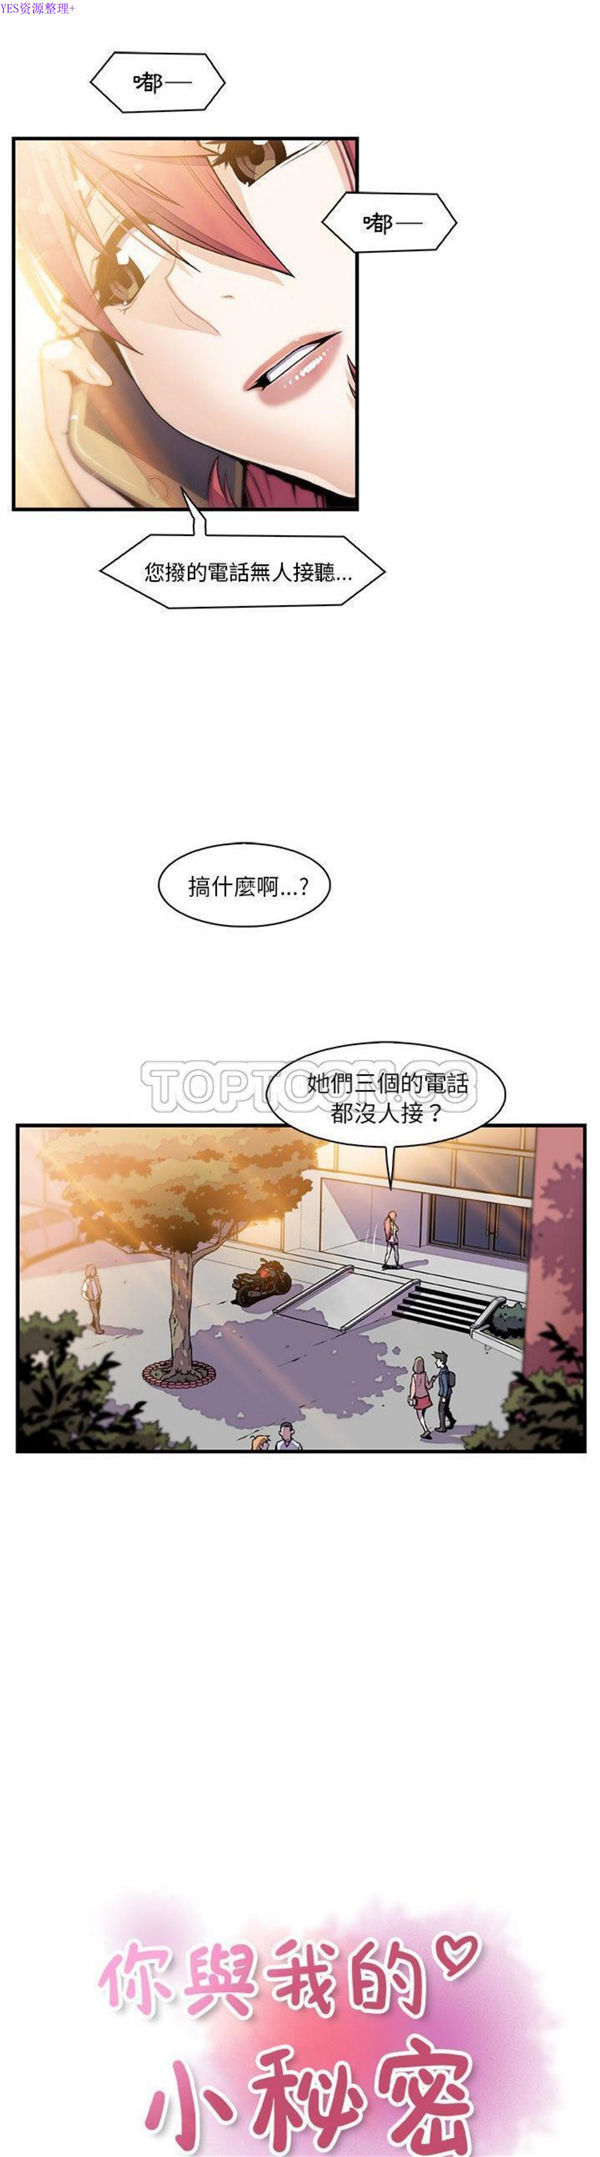 YES资源整理+
嘟—
嘟—
您撥的電話無人接聽...
搞什麼啊...?
TOPTOON.CB
她們三個的電話
都沒人接？
你與我的♡
小秘密